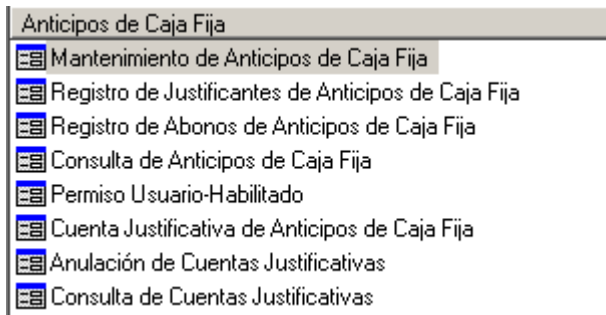 Anticipos de Caja Fija
Mantenimiento de Anticipos de Caja Fija
Registro de Justificantes de Anticipos de Caja Fija
Registro de Abonos de Anticipos de Caja Fija
Consulta de Anticipos de Caja Fija
Permiso Usuario-Habilitado
Cuenta Justificativa de Anticipos de Caja Fija
Anulación de Cuentas Justificativas
Consulta de Cuentas Justificativas